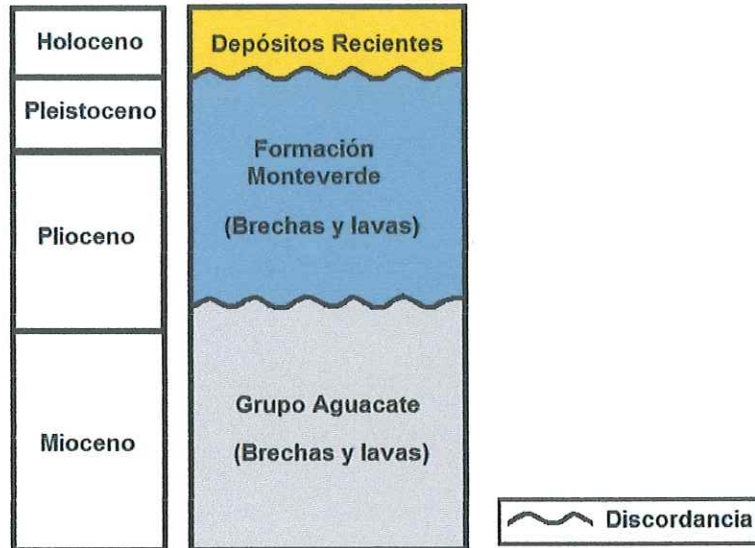 Holoceno
Depósitos Recientes
Pleistoceno
Formación
Monteverde
(Brechas y lavas)
Plioceno
Grupo Aguacate
(Brechas y lavas)
Mioceno
Discordancia